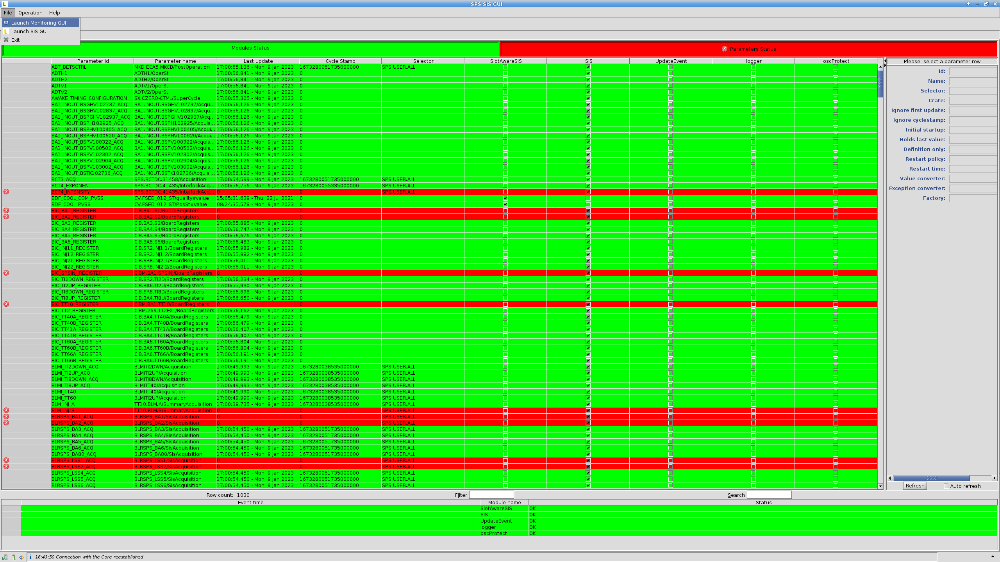 SPS SIS GUI
File Operation Help
Launch Monitoring GUI
Launch SIS GUI
Exit
Modules Status Parameters Status
Parameter id Parameter name Last update Cycle Stamp Selector SlotAwareSIS SIS UpdateEvent logger oscProtect
ABT_BETSCTRL MKD.ECA5.MKCB/PostOperation 17:00:55,136 - Mon, 9 Jan 2023 1673280051735000000 SPS.USER.ALL
ADTH1 ADTH1/OperSt 17:00:56,841 - Mon, 9 Jan 2023 0
ADTH2 ADTH2/OperSt 17:00:56,841 - Mon, 9 Jan 2023 0
ADTV1 ADTV1/OperSt 17:00:56,841 - Mon, 9 Jan 2023 0
ADTV2 ADTV2/OperSt 17:00:56,841 - Mon, 9 Jan 2023 0
AWAKE_TIMING_CONFIGURATION SX.CZERO-CTML/SuperCycle 17:00:55,305 - Mon, 9 Jan 2023 0
BA1_INOUT_BSGHV102737_ACQ BA1.INOUT.BSGHV102737/Acqu... 17:00:56,126 - Mon, 9 Jan 2023 0
BA1_INOUT_BSGHV102837_ACQ BA1.INOUT.BSGHV102837/Acqu... 17:00:56,126 - Mon, 9 Jan 2023 0
BA1_INOUT_BSPGHV102937_ACQ BA1.INOUT.BSPGHV102937/Acq... 17:00:56,126 - Mon, 9 Jan 2023 0
BA1_INOUT_BSPH102925_ACQ BA1.INOUT.BSPH102925/Acquis... 17:00:56,126 - Mon, 9 Jan 2023 0
BA1_INOUT_BSPHV100405_ACQ BA1.INOUT.BSPHV100405/Acqui... 17:00:56,126 - Mon, 9 Jan 2023 0
BA1_INOUT_BSPHV100620_ACQ BA1.INOUT.BSPHV100620/Acqui... 17:00:56,126 - Mon, 9 Jan 2023 0
BA1_INOUT_BSPV100322_ACQ BA1.INOUT.BSPV100322/Acquis... 17:00:56,126 - Mon, 9 Jan 2023 0
BA1_INOUT_BSPV100502_ACQ BA1.INOUT.BSPV100502/Acquis... 17:00:56,126 - Mon, 9 Jan 2023 0
BA1_INOUT_BSPV102302_ACQ BA1.INOUT.BSPV102302/Acquis... 17:00:56,126 - Mon, 9 Jan 2023 0
BA1_INOUT_BSPV102904_ACQ BA1.INOUT.BSPV102904/Acquis... 17:00:56,126 - Mon, 9 Jan 2023 0
BA1_INOUT_BSPV103002_ACQ BA1.INOUT.BSPV103002/Acquis... 17:00:56,126 - Mon, 9 Jan 2023 0
BA1_INOUT_BSTK102736_ACQ BA1.INOUT.BSTK102736/Acquisi... 17:00:56,126 - Mon, 9 Jan 2023 0
BCT3_ACQ SPS.BCTDC.31458/Acquisition 17:00:54,599 - Mon, 9 Jan 2023 1673280051735000000 SPS.USER.ALL
BCT4_EXPONENT SPS.BCTDC.41435/InterlockAcq... 17:00:56,756 - Mon, 9 Jan 2023 1673280055335000000 SPS.USER.ALL
BCT4_INTENSITY SPS.BCTDC.41435/InterlockAcq... 0 0 SPS.USER.ALL
BDF_COOL_COM_PVSS CV.FSED_012_ST/quality#value 15:05:31,639 - Thu, 22 Jul 2021 0
BDF_COOL_PVSS CV.FSED_012_ST/PosSt#value 08:24:35,578 - Mon, 9 Jan 2023 0
BIC_BA1_REGISTER CIB.BA1.S1/BoardRegisters 0 0
BIC_BA2_REGISTER CIB.BA2.S2/BoardRegisters 0 0
BIC_BA3_REGISTER CIB.BA3.S3/BoardRegisters 17:00:55,885 - Mon, 9 Jan 2023 0
BIC_BA4_REGISTER CIB.BA4.S4/BoardRegisters 17:00:56,747 - Mon, 9 Jan 2023 0
BIC_BA5_REGISTER CIB.BA5.S5/BoardRegisters 17:00:56,676 - Mon, 9 Jan 2023 0
BIC_BA6_REGISTER CIB.BA6.S6/BoardRegisters 17:00:56,483 - Mon, 9 Jan 2023 0
BIC_INJ11_REGISTER CIB.SR2.INJ1.1/BoardRegisters 17:00:55,982 - Mon, 9 Jan 2023 0
BIC_INJ12_REGISTER CIB.SR2.INJ1.2/BoardRegisters 17:00:55,982 - Mon, 9 Jan 2023 0
BIC_INJ21_REGISTER CIB.SR8.INJ2.1/BoardRegisters 17:00:56,011 - Mon, 9 Jan 2023 0
BIC_INJ22_REGISTER CIB.SR8.INJ2.2/BoardRegisters 17:00:56,011 - Mon, 9 Jan 2023 0
BIC_SPSINJ_REGISTER CIBM.BA1.SPSINJ/BoardRegisters 0 0
BIC_TI2DOWN_REGISTER CIB.SR2.TI2D/BoardRegisters 17:00:56,234 - Mon, 9 Jan 2023 0
BIC_TI2UP_REGISTER CIB.BA6.TI2U/BoardRegisters 17:00:55,930 - Mon, 9 Jan 2023 0
BIC_TI8DOWN_REGISTER CIB.SR8.TI8D/BoardRegisters 17:00:56,698 - Mon, 9 Jan 2023 0
BIC_TI8UP_REGISTER CIB.BA4.TI8U/BoardRegisters 17:00:56,650 - Mon, 9 Jan 2023 0
BIC_TT10_REGISTER CIBM.BA1.TT10/BoardRegisters 0 0
BIC_TT2_REGISTER CIBM.269.TT2EXT/BoardRegisters 17:00:56,162 - Mon, 9 Jan 2023 0
BIC_TT40A_REGISTER CIB.BA4.TT40A/BoardRegisters 17:00:56,479 - Mon, 9 Jan 2023 0
BIC_TT40B_REGISTER CIB.BA4.TT40B/BoardRegisters 17:00:56,479 - Mon, 9 Jan 2023 0
BIC_TT41A_REGISTER CIB.BA4.TT41A/BoardRegisters 17:00:56,407 - Mon, 9 Jan 2023 0
BIC_TT41B_REGISTER CIB.BA4.TT41B/BoardRegisters 17:00:56,407 - Mon, 9 Jan 2023 0
BIC_TT60A_REGISTER CIB.BA6.TT60A/BoardRegisters 17:00:56,804 - Mon, 9 Jan 2023 0
BIC_TT60B_REGISTER CIB.BA6.TT60B/BoardRegisters 17:00:56,804 - Mon, 9 Jan 2023 0
BIC_TT66A_REGISTER CIB.BA6.TT66A/BoardRegisters 17:00:56,191 - Mon, 9 Jan 2023 0
BIC_TT66B_REGISTER CIB.BA6.TT66B/BoardRegisters 17:00:56,191 - Mon, 9 Jan 2023 0
BLMI_TI2DOWN_ACQ BLMITI2DWN/Acquisition 17:00:49,993 - Mon, 9 Jan 2023 1673280038535000000 SPS.USER.ALL
BLMI_TI2UP_ACQ BLMITI2UP/Acquisition 17:00:49,993 - Mon, 9 Jan 2023 1673280038535000000 SPS.USER.ALL
BLMI_TI8DOWN_ACQ BLMITI8DWN/Acquisition 17:00:49,993 - Mon, 9 Jan 2023 1673280038535000000 SPS.USER.ALL
BLMI_TI8UP_ACQ BLMITT40/Acquisition 17:00:49,993 - Mon, 9 Jan 2023 1673280038535000000 SPS.USER.ALL
BLMI_TT40 BLMITT40/Acquisition 17:00:49,990 - Mon, 9 Jan 2023 1673280038535000000 SPS.USER.ALL
BLMI_TT60 BLMITI2UP/Acquisition 17:00:49,990 - Mon, 9 Jan 2023 1673280038535000000 SPS.USER.ALL
BLM_INJ_A TT10.BLM.A/SummaryAcquisition 17:00:39,735 - Mon, 9 Jan 2023 1673280038535000000 SPS.USER.ALL
BLM_INJ_B TT10.BLM.B/SummaryAcquisition 0 0 SPS.USER.ALL
BLRSPS_BA1_ACQ BLRSPS_BA1/SisAcquisition 0 0 SPS.USER.ALL
BLRSPS_BA2_ACQ BLRSPS_BA2/SisAcquisition 0 0 SPS.USER.ALL
BLRSPS_BA3_ACQ BLRSPS_BA3/SisAcquisition 17:00:54,450 - Mon, 9 Jan 2023 1673280051735000000 SPS.USER.ALL
BLRSPS_BA4_ACQ BLRSPS_BA4/SisAcquisition 17:00:54,450 - Mon, 9 Jan 2023 1673280051735000000 SPS.USER.ALL
BLRSPS_BA5_ACQ BLRSPS_BA5/SisAcquisition 17:00:54,450 - Mon, 9 Jan 2023 1673280051735000000 SPS.USER.ALL
BLRSPS_BA6_ACQ BLRSPS_BA6/SisAcquisition 17:00:54,450 - Mon, 9 Jan 2023 1673280051735000000 SPS.USER.ALL
BLRSPS_BA80_ACQ BLRSPS_BA80/SisAcquisition 17:00:54,450 - Mon, 9 Jan 2023 1673280051735000000 SPS.USER.ALL
BLRSPS_LSS1_ACQ BLRSPS_LSS1/SisAcquisition 0 0 SPS.USER.ALL
BLRSPS_LSS2_ACQ BLRSPS_LSS2/SisAcquisition 0 0 SPS.USER.ALL
BLRSPS_LSS4_ACQ BLRSPS_LSS4/SisAcquisition 17:00:54,450 - Mon, 9 Jan 2023 1673280051735000000 SPS.USER.ALL
BLRSPS_LSS5_ACQ BLRSPS_LSS5/SisAcquisition 17:00:54,450 - Mon, 9 Jan 2023 1673280051735000000 SPS.USER.ALL
BLRSPS_LSS6_ACQ BLRSPS_LSS6/SisAcquisition 17:00:54,450 - Mon, 9 Jan 2023 1673280051735000000 SPS.USER.ALL
Please, select a parameter row
Id:
Name:
Selector:
Crate:
Ignore first update:
Ignore cyclestamp:
Initial startup:
Holds last value:
Definition only:
Restart policy:
Restart time:
Value converter:
Exception converter:
Factory:
Refresh Auto refresh
Row count: 1030 Filter Search
Event time Module name Status
SlotAwareSIS OK
SIS OK
UpdateEvent OK
logger OK
oscProtect OK
16:43:50 Connection with the Core reestablished